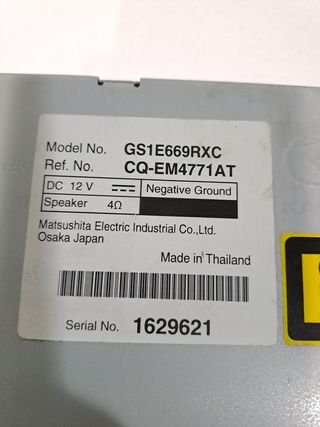 Model No. GS1E669RXC
Ref. No. CQ-EM4771AT
DC 12 V ⎓ Negative Ground
Speaker 4Ω
Matsushita Electric Industrial Co.,Ltd.
Osaka Japan
Made in Thailand
Serial No. 1629621